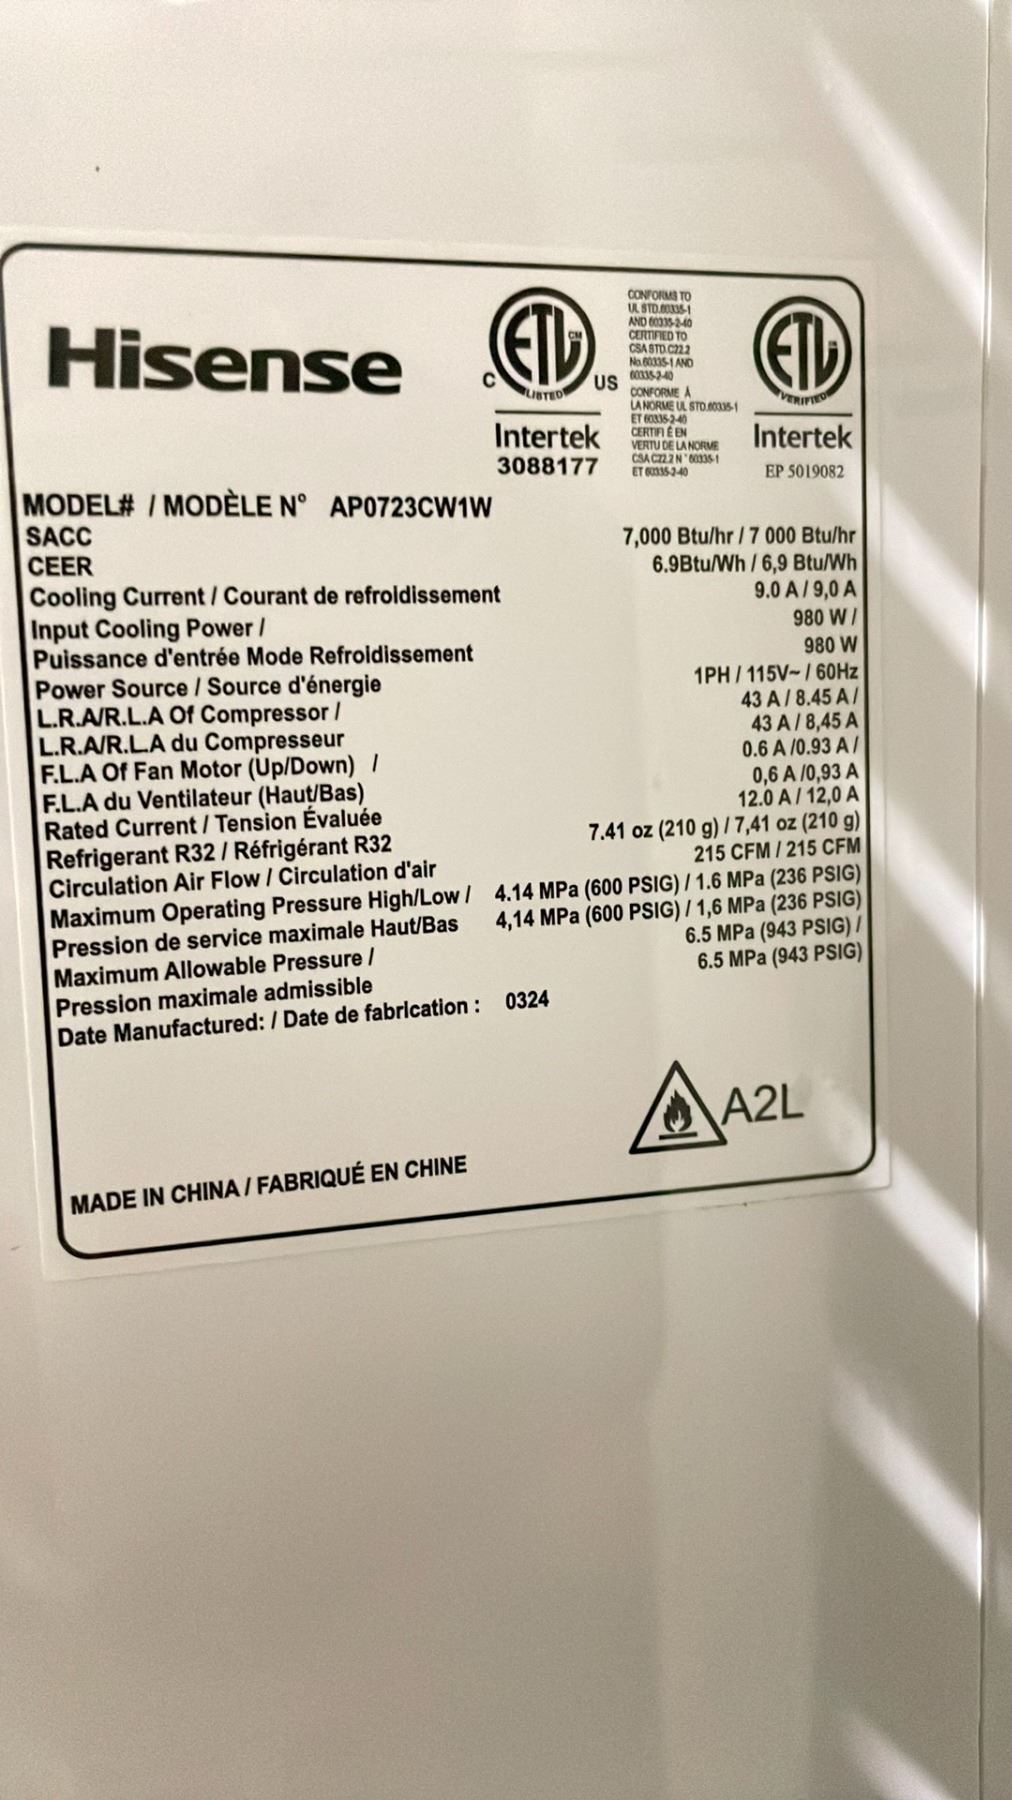 Hisense
ETL CM
LISTED
C US
Intertek
3088177
CONFORMS TO
UL STD.60335-1
AND 60335-2-40
CERTIFIED TO
CSA STD.C22.2
No.60335-1 AND
60335-2-40
CONFORME À
LA NORME UL STD.60335-1
ET 60335-2-40
CERTIFIÉ EN
VERTU DE LA NORME
CSA C22.2 N°60335-1
ET 60335-2-40
ETL
VERIFIED
Intertek
EP 5019082
MODEL# / MODÈLE N° AP0723CW1W
SACC 7,000 Btu/hr / 7 000 Btu/hr
CEER 6.9Btu/Wh / 6,9 Btu/Wh
Cooling Current / Courant de refroidissement 9.0 A / 9,0 A
Input Cooling Power / 980 W /
Puissance d'entrée Mode Refroidissement 980 W
Power Source / Source d'énergie 1PH / 115V~ / 60Hz
L.R.A/R.L.A Of Compressor / 43 A / 8.45 A /
L.R.A/R.L.A du Compresseur 43 A / 8,45 A
F.L.A Of Fan Motor (Up/Down) / 0.6 A /0.93 A /
F.L.A du Ventilateur (Haut/Bas) 0,6 A /0,93 A
Rated Current / Tension Évaluée 12.0 A / 12,0 A
Refrigerant R32 / Réfrigérant R32 7.41 oz (210 g) / 7,41 oz (210 g)
Circulation Air Flow / Circulation d'air 215 CFM / 215 CFM
Maximum Operating Pressure High/Low / 4.14 MPa (600 PSIG) / 1.6 MPa (236 PSIG)
Pression de service maximale Haut/Bas 4,14 MPa (600 PSIG) / 1,6 MPa (236 PSIG)
Maximum Allowable Pressure / 6.5 MPa (943 PSIG) /
Pression maximale admissible 6.5 MPa (943 PSIG)
Date Manufactured: / Date de fabrication : 0324
A2L
MADE IN CHINA / FABRIQUÉ EN CHINE